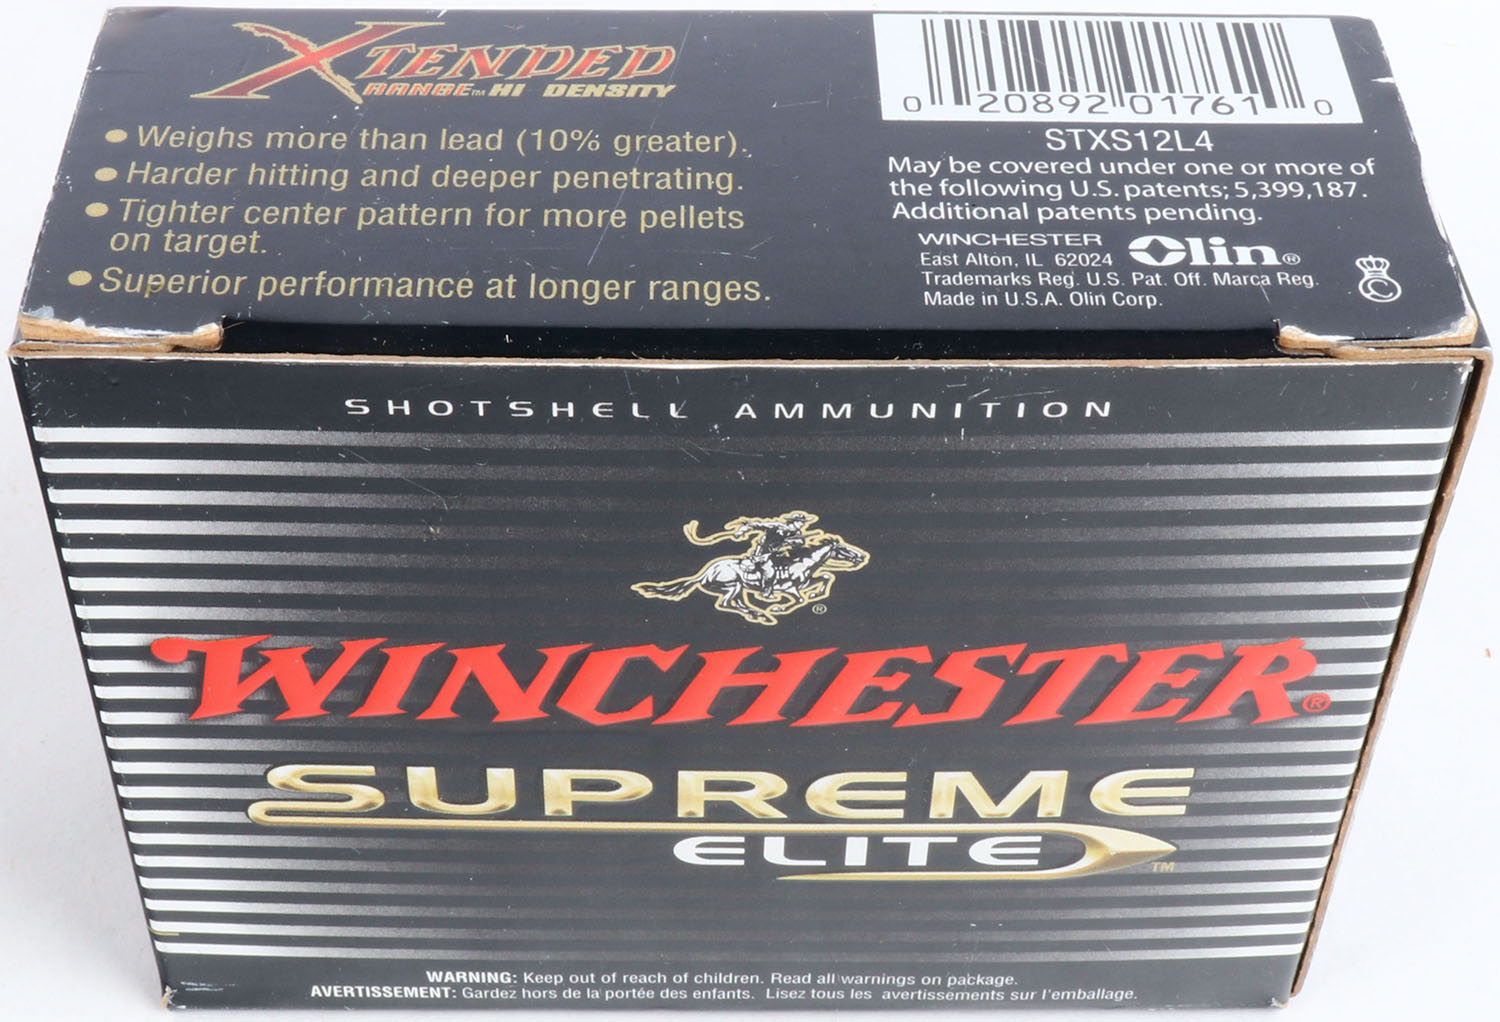 XTENDED
RANGE™ HI DENSITY
• Weighs more than lead (10% greater).
• Harder hitting and deeper penetrating.
• Tighter center pattern for more pellets
on target.
• Superior performance at longer ranges.
0 20892 01761 0
STXS12L4
May be covered under one or more of
the following U.S. patents; 5,399,187.
Additional patents pending.
WINCHESTER
East Alton, IL 62024
Olin®
Trademarks Reg. U.S. Pat. Off. Marca Reg.
Made in U.S.A. Olin Corp.
C
SHOTSHELL AMMUNITION
®
WINCHESTER®
SUPREME
ELITE™
WARNING: Keep out of reach of children. Read all warnings on package.
AVERTISSEMENT: Gardez hors de la portée des enfants. Lisez tous les avertissements sur l'emballage.